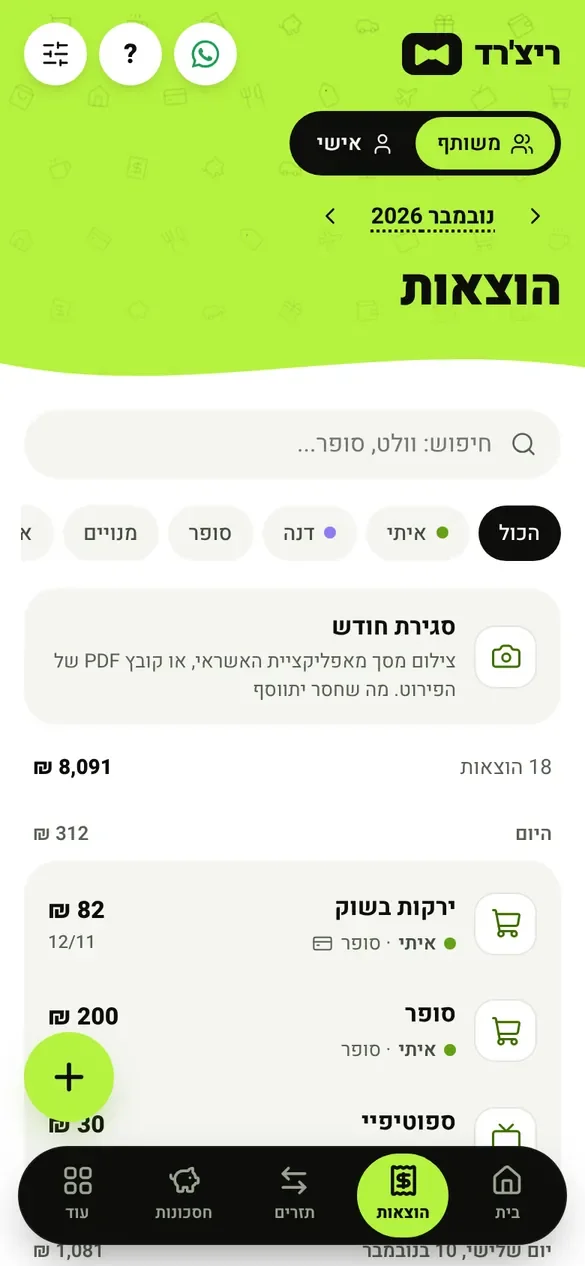 ריצ'רד
?
משותף
אישי
נובמבר 2026
הוצאות
חיפוש: וולט, סופר...
הכול
איתי
דנה
סופר
מנויים
א
סגירת חודש
צילום מסך מאפליקציית האשראי, או קובץ PDF של
הפירוט. מה שחסר יתווסף
18 הוצאות
8,091 ₪
היום
312 ₪
ירקות בשוק
82 ₪
איתי · סופר
12/11
סופר
200 ₪
איתי · סופר
ספוטיפיי
30 ₪
בית
הוצאות
תזרים
חסכונות
עוד
יום שלישי, 10 בנובמבר
1,081 ₪